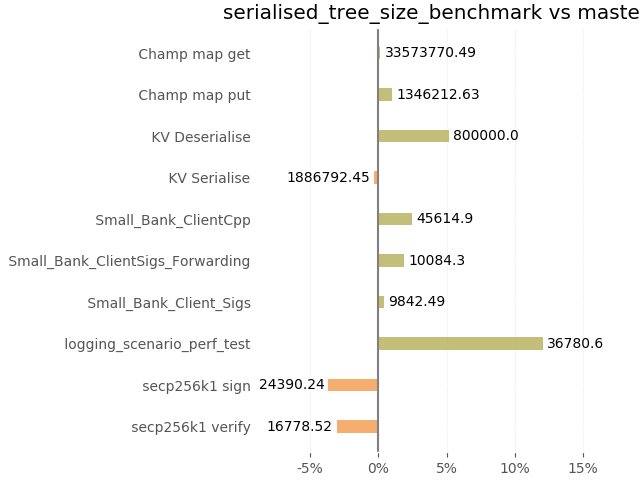 serialised_tree_size_benchmark vs maste
Champ map get 33573770.49
Champ map put 1346212.63
KV Deserialise 800000.0
KV Serialise 1886792.45
Small_Bank_ClientCpp 45614.9
Small_Bank_ClientSigs_Forwarding 10084.3
Small_Bank_Client_Sigs 9842.49
logging_scenario_perf_test 36780.6
secp256k1 sign 24390.24
secp256k1 verify 16778.52
-5% 0% 5% 10% 15%